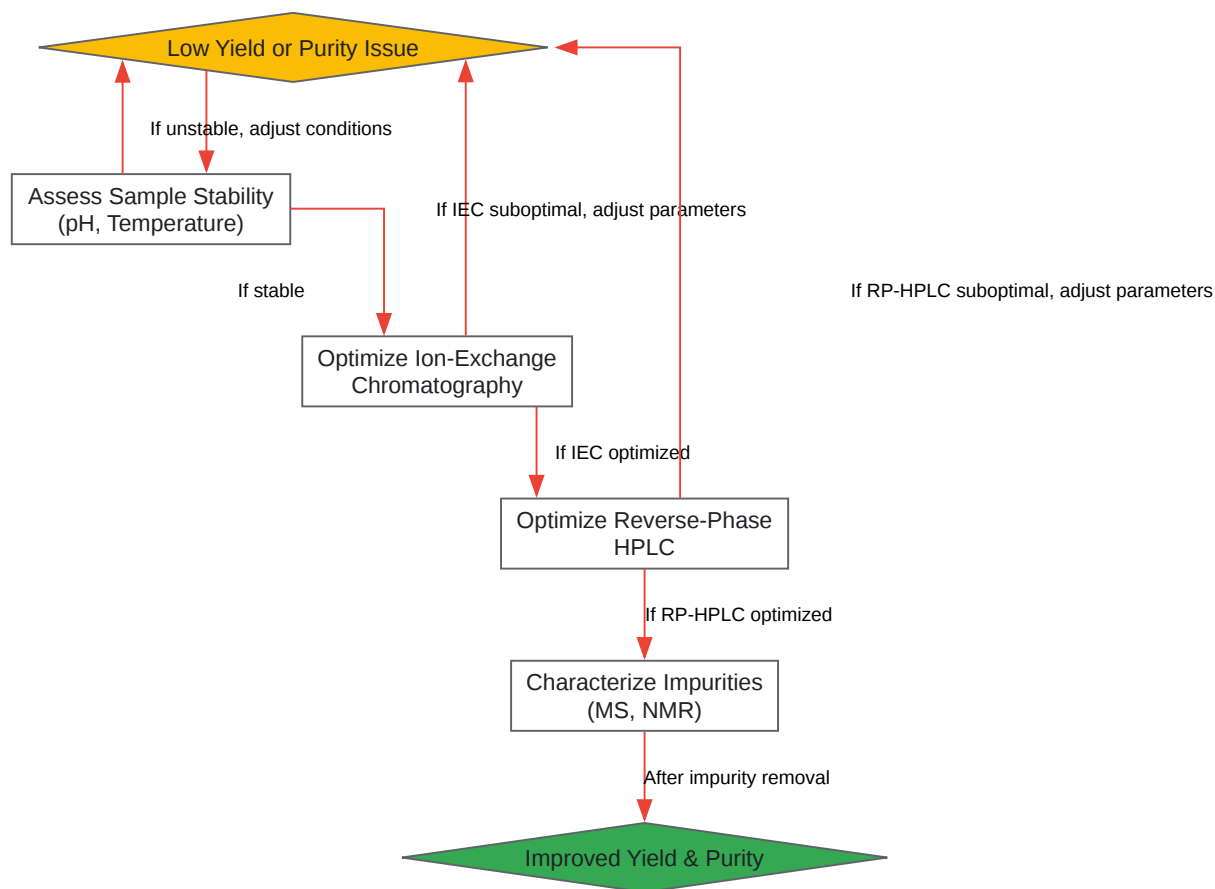 Low Yield or Purity Issue
If unstable, adjust conditions
Assess Sample Stability
(pH, Temperature)
If IEC suboptimal, adjust parameters
If stable
If RP-HPLC suboptimal, adjust parameters
Optimize Ion-Exchange
Chromatography
If IEC optimized
Optimize Reverse-Phase
HPLC
If RP-HPLC optimized
Characterize Impurities
(MS, NMR)
After impurity removal
Improved Yield & Purity